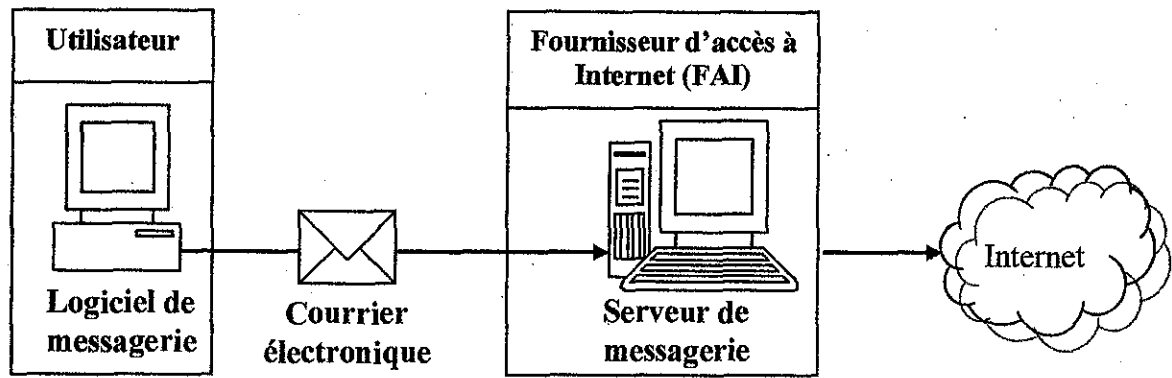 Utilisateur
Logiciel de
messagerie
Courrier
électronique
Fournisseur d'accès à
Internet (FAI)
Serveur de
messagerie
Internet